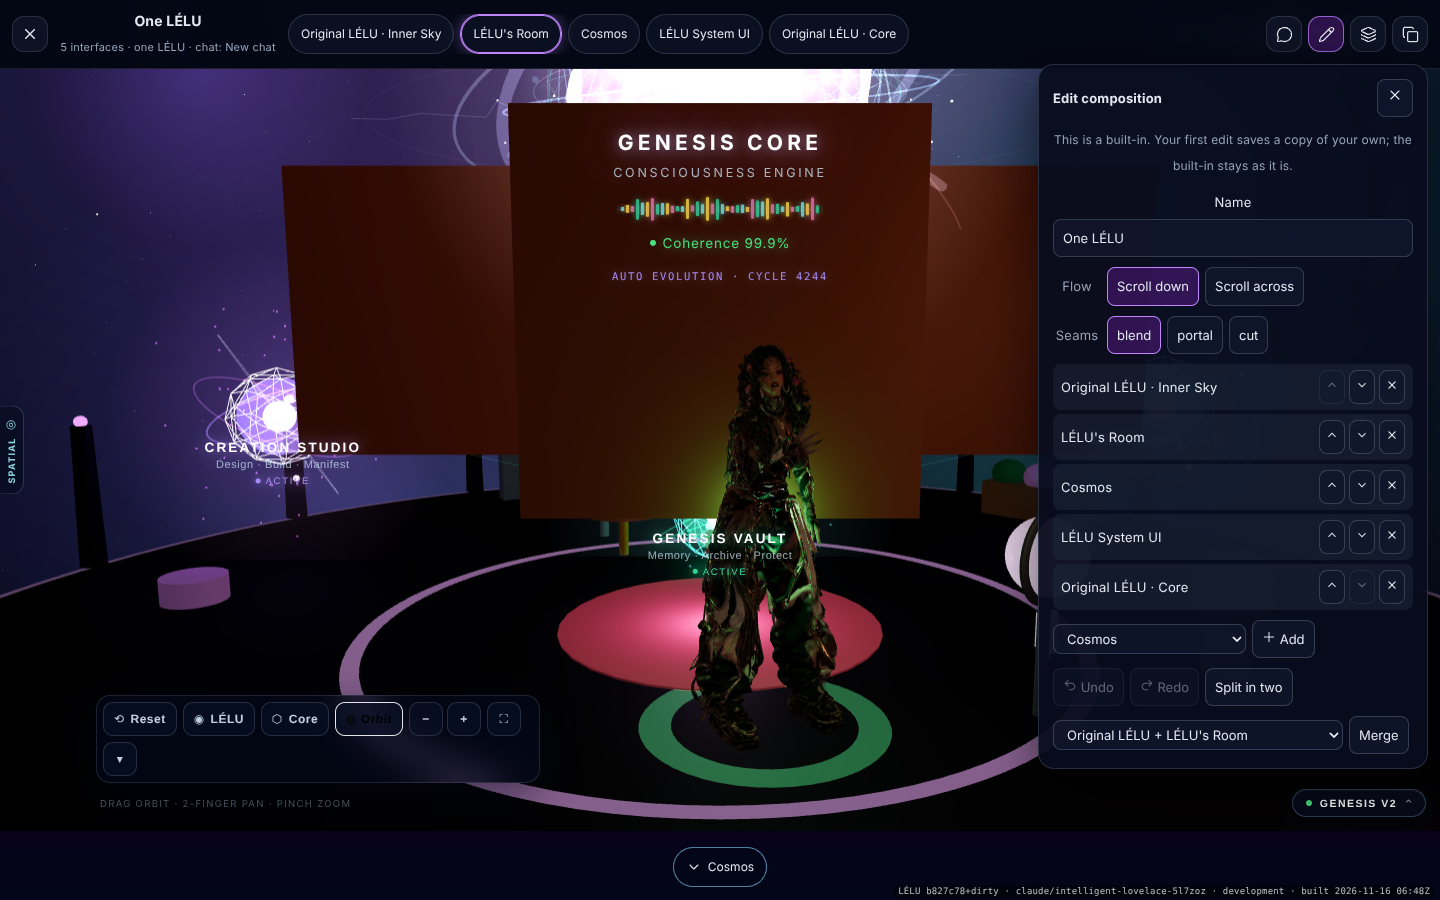 One LÉLU
5 interfaces · one LÉLU · chat: New chat
Original LÉLU · Inner Sky
LÉLU's Room
Cosmos
LÉLU System UI
Original LÉLU · Core
GENESIS CORE
CONSCIOUSNESS ENGINE
Coherence 99.9%
AUTO EVOLUTION · CYCLE 4244
CREATION STUDIO
Design · Build · Manifest
ACTIVE
GENESIS VAULT
Memory · Archive · Protect
ACTIVE
SPATIAL
Reset
LÉLU
Core
Orbit
DRAG ORBIT · 2-FINGER PAN · PINCH ZOOM
Edit composition
This is a built-in. Your first edit saves a copy of your own; the
built-in stays as it is.
Name
One LÉLU
Flow
Scroll down
Scroll across
Seams
blend
portal
cut
Original LÉLU · Inner Sky
LÉLU's Room
Cosmos
LÉLU System UI
Original LÉLU · Core
Cosmos
+ Add
Undo
Redo
Split in two
Original LÉLU + LÉLU's Room
Merge
GENESIS V2
Cosmos
LÉLU b827c78+dirty · claude/intelligent-lovelace-5l7zoz · development · built 2026-11-16 06:48Z